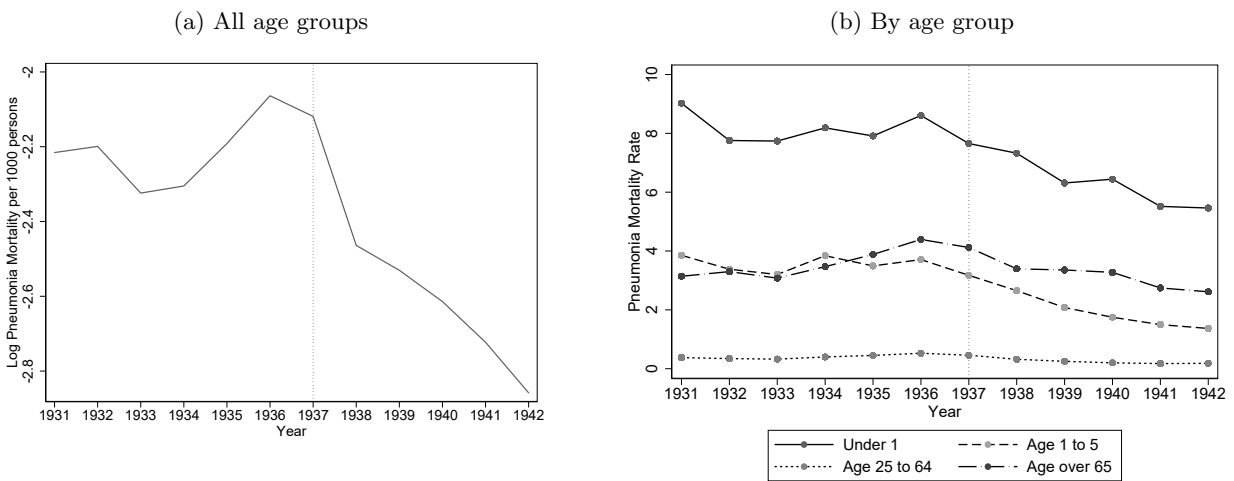 (a) All age groups
Log Pneumonia Mortality per 1000 persons
-2
-2.2
-2.4
-2.6
-2.8
1931 1932 1933 1934 1935 1936 1937 1938 1939 1940 1941 1942
Year
(b) By age group
Pneumonia Mortality Rate
10
8
6
4
2
0
1931 1932 1933 1934 1935 1936 1937 1938 1939 1940 1941 1942
Year
Under 1 Age 1 to 5
Age 25 to 64 Age over 65